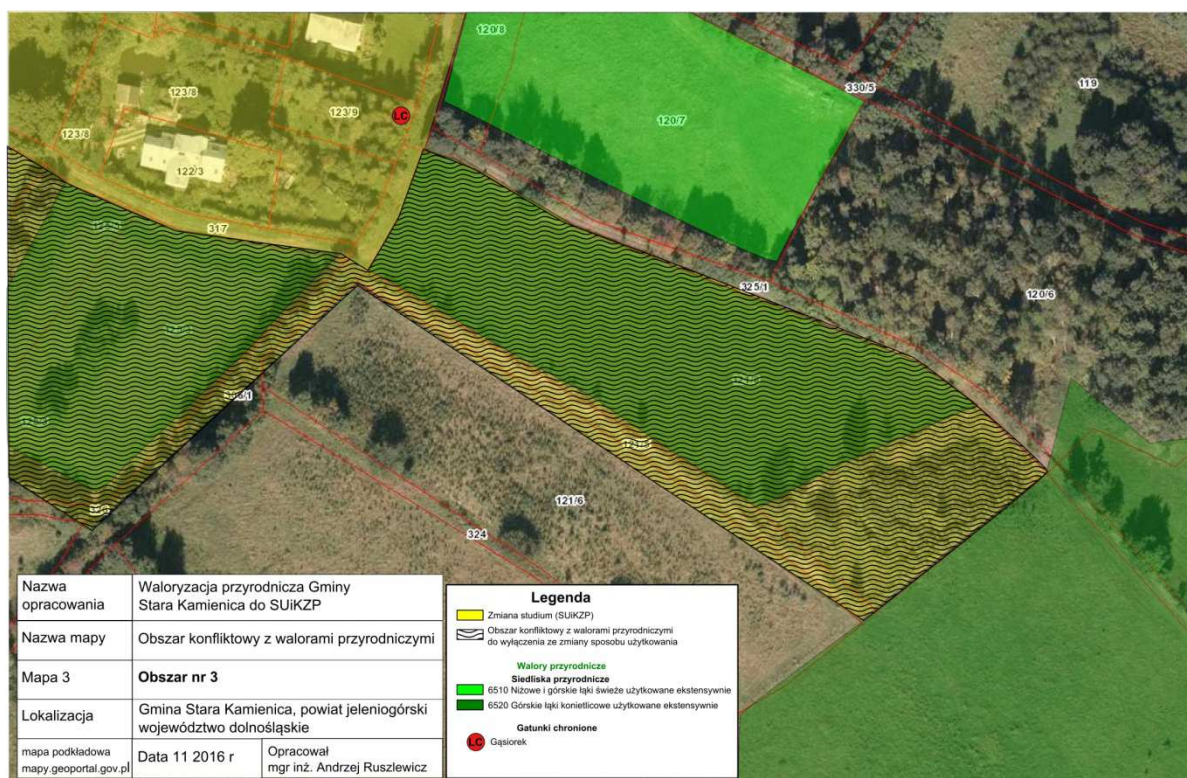 120/8
330/5
119
123/8
123/9
LC
120/7
123/8
122/3
317
325/1
120/6
121/6
324
Nazwa opracowania
Waloryzacja przyrodnicza Gminy
Stara Kamienica do SUiKZP
Nazwa mapy
Obszar konfliktowy z walorami przyrodniczymi
Mapa 3
Obszar nr 3
Lokalizacja
Gmina Stara Kamienica, powiat jeleniogórski
województwo dolnośląskie
mapa podkładowa
mapy.geoportal.gov.pl
Data 11 2016 r
Opracował
mgr inż. Andrzej Ruszlewicz
Legenda
Zmiana studium (SUiKZP)
Obszar konfliktowy z walorami przyrodniczymi
do wyłączenia ze zmiany sposobu użytkowania
Walory przyrodnicze
Siedliska przyrodnicze
6510 Niżowe i górskie łąki świeże użytkowane ekstensywnie
6520 Górskie łąki konietlicowe użytkowane ekstensywnie
Gatunki chronione
LC
Gąsiorek